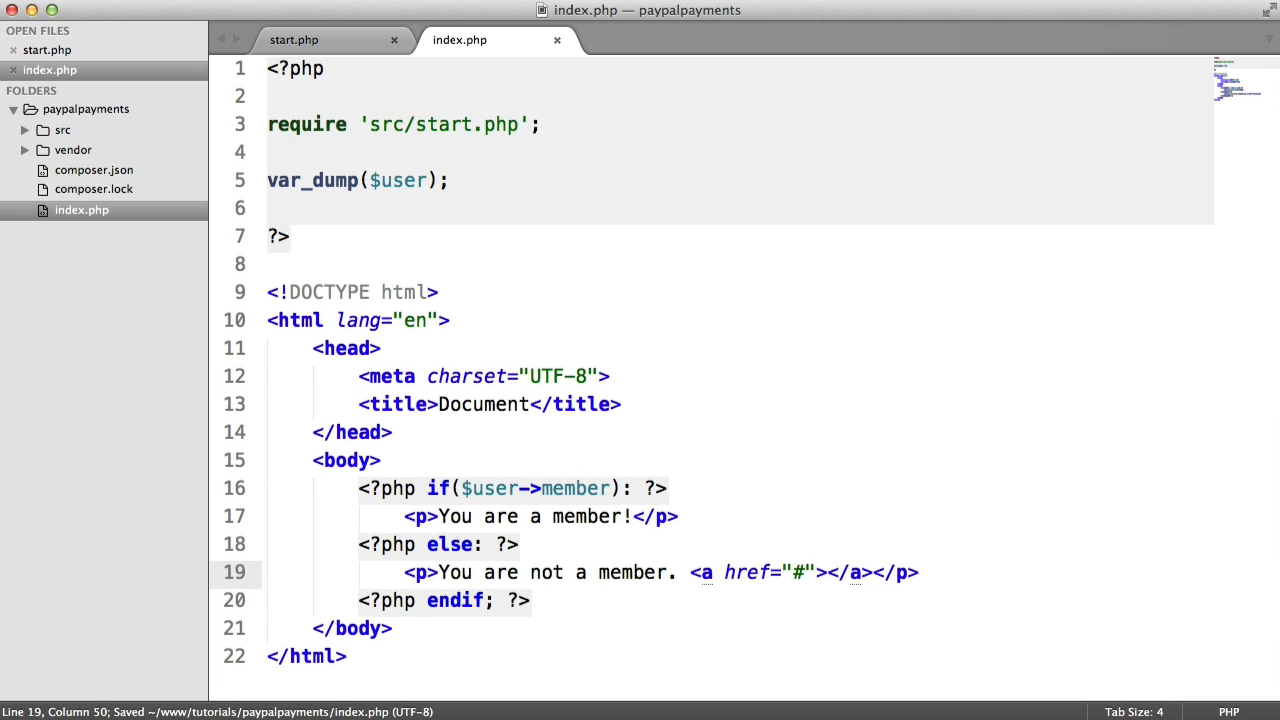 index.php — paypalpayments
OPEN FILES
× start.php
× index.php
FOLDERS
paypalpayments
src
vendor
composer.json
composer.lock
index.php
start.php ×
index.php ×
1 <?php
2
3 require 'src/start.php';
4
5 var_dump($user);
6
7 ?>
8
9 <!DOCTYPE html>
10 <html lang="en">
11 <head>
12 <meta charset="UTF-8">
13 <title>Document</title>
14 </head>
15 <body>
16 <?php if($user->member): ?>
17 <p>You are a member!</p>
18 <?php else: ?>
19 <p>You are not a member. <a href="#"></a></p>
20 <?php endif; ?>
21 </body>
22 </html>
Line 19, Column 50; Saved ~/www/tutorials/paypalpayments/index.php (UTF-8)
Tab Size: 4
PHP